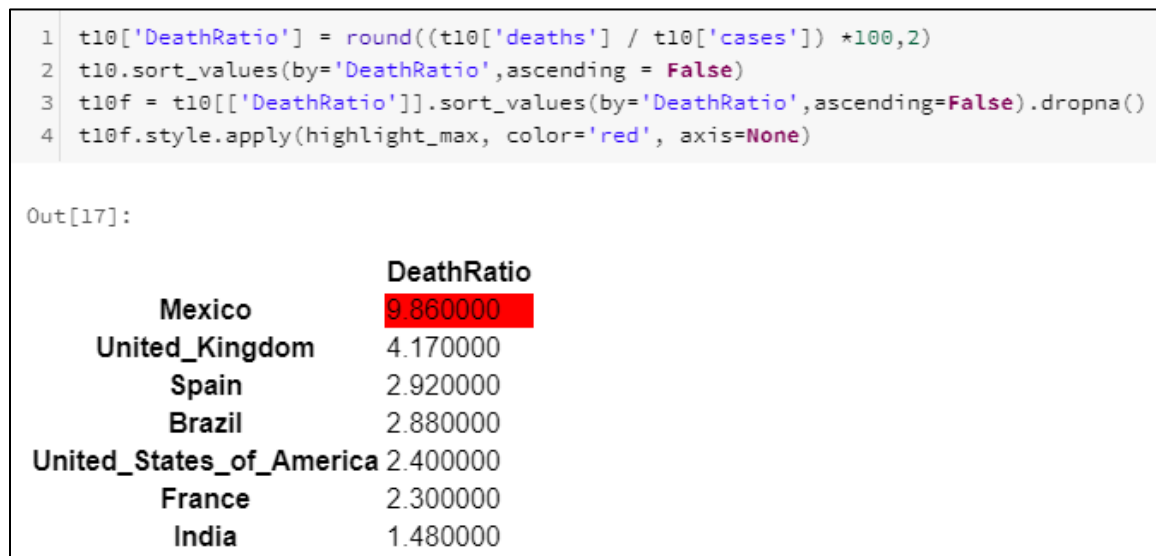 1 t10['DeathRatio'] = round((t10['deaths'] / t10['cases']) *100,2)
2 t10.sort_values(by='DeathRatio',ascending = False)
3 t10f = t10[['DeathRatio']].sort_values(by='DeathRatio',ascending=False).dropna()
4 t10f.style.apply(highlight_max, color='red', axis=None)
Out[17]:
DeathRatio
Mexico 9.860000
United_Kingdom 4.170000
Spain 2.920000
Brazil 2.880000
United_States_of_America 2.400000
France 2.300000
India 1.480000